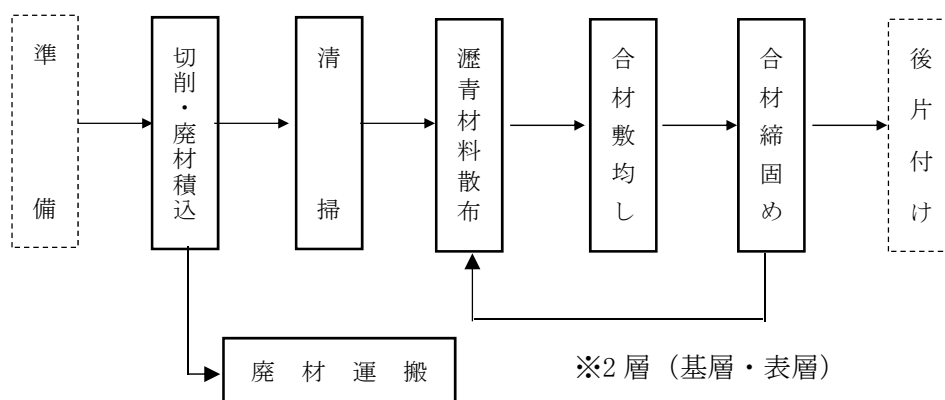 準備
切削・廃材積込
清掃
瀝青材料散布
合材敷均し
合材締固め
後片付け
廃材運搬
※2層（基層・表層）